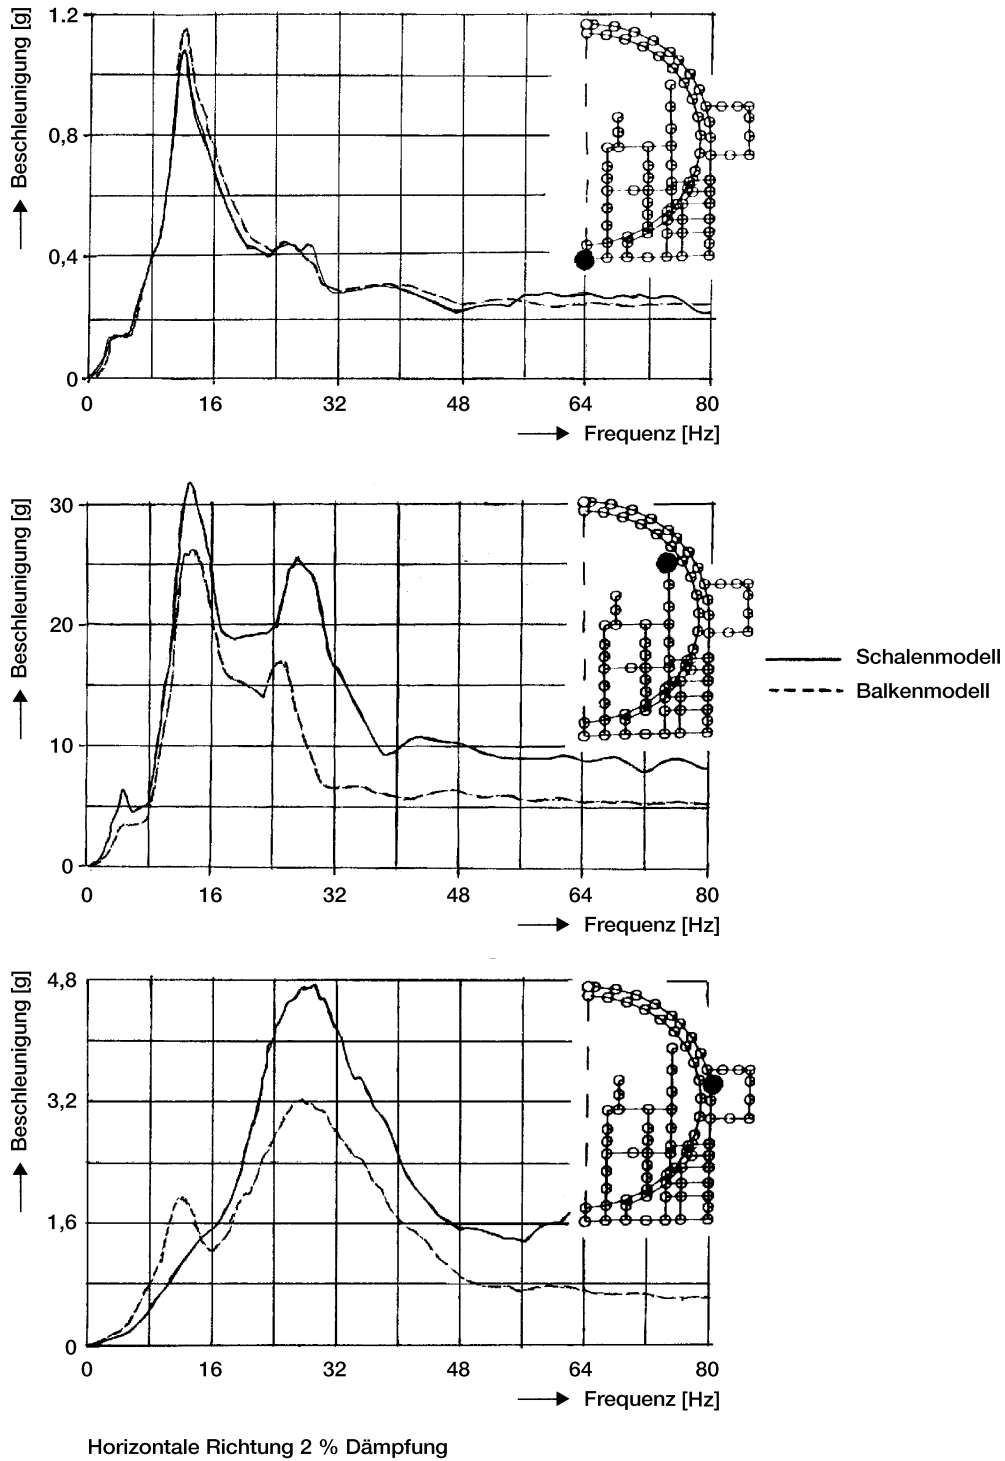 Beschleunigung [g]
1.2
0,8
0,4
0
0 16 32 48 64 80
Frequenz [Hz]
Beschleunigung [g]
30
20
10
0
0 16 32 48 64 80
Frequenz [Hz]
Schalenmodell
Balkenmodell
Beschleunigung [g]
4,8
3,2
1,6
0
0 16 32 48 64 80
Frequenz [Hz]
Horizontale Richtung 2 % Dämpfung